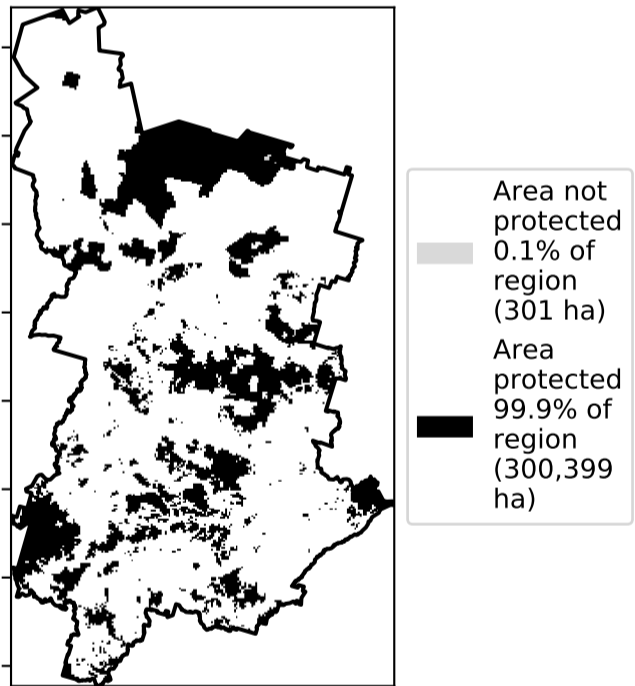 Area not
protected
0.1% of
region
(301 ha)
Area
protected
99.9% of
region
(300,399
ha)